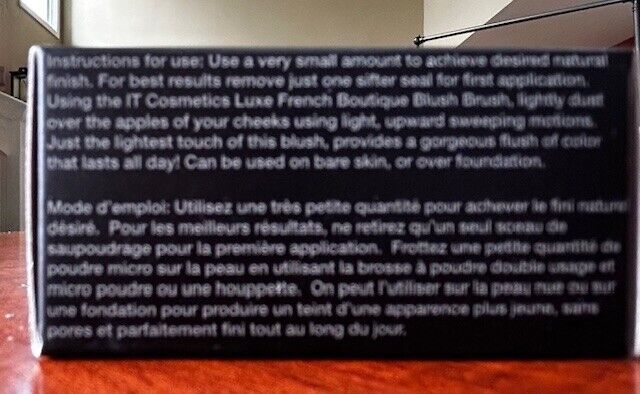 Instructions for use: Use a very small amount to achieve desired natural
finish. For best results remove just one sifter seal for first application.
Using the IT Cosmetics Luxe French Boutique Blush Brush, lightly dust
over the apples of your cheeks using light, upward sweeping motions.
Just the lightest touch of this blush, provides a gorgeous flush of color
that lasts all day! Can be used on bare skin, or over foundation.
Mode d'emploi: Utilisez une très petite quantité pour achever le fini nature
désiré. Pour les meilleurs résultats, ne retirez qu'un seul sceau de
saupoudrage pour la première application. Frottez une petite quantité de
poudre micro sur la peau en utilisant la brosse à poudre double usage et
micro poudre ou une houppette. On peut l'utiliser sur la peau nue ou sur
une fondation pour produire un teint d'une apparence plus jeune, sans
pores et parfaitement fini tout au long du jour.